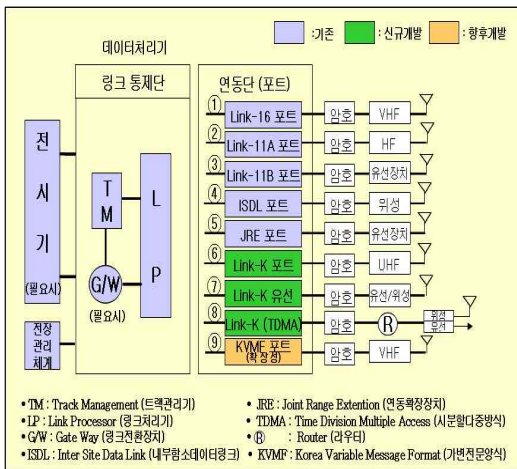 :기존 :신규개발 :향후개발
데이터처리기
링크 통제단
연동단 (포트)
전시기
(필요시)
전장
관리
체계
TM
G/W
(필요시)
LP
① Link-16 포트 암호 VHF
② Link-11A 포트 암호 HF
③ Link-11B 포트 암호 유선장치
④ ISDL 포트 암호 위성
⑤ JRE 포트 암호 유선장치
⑥ Link-K 포트 암호 UHF
⑦ Link-K 유선 암호 유선/위성
⑧ Link-K (TDMA) 암호 R 위성
유선
⑨ KVMF 포트 암호 VHF
(확장성)
• TM : Track Management (트랙관리기)
• LP : Link Processor (링크처리기)
• G/W : Gate Way (링크전환장치)
• ISDL : Inter Site Data Link (내부함소데이터링크)
• JRE : Joint Range Extention (연동확장장치)
• TDMA : Time Division Multiple Access (시분할다중방식)
• Ⓡ : Router (라우터)
• KVMF : Korea Variable Message Format (가변전문양식)